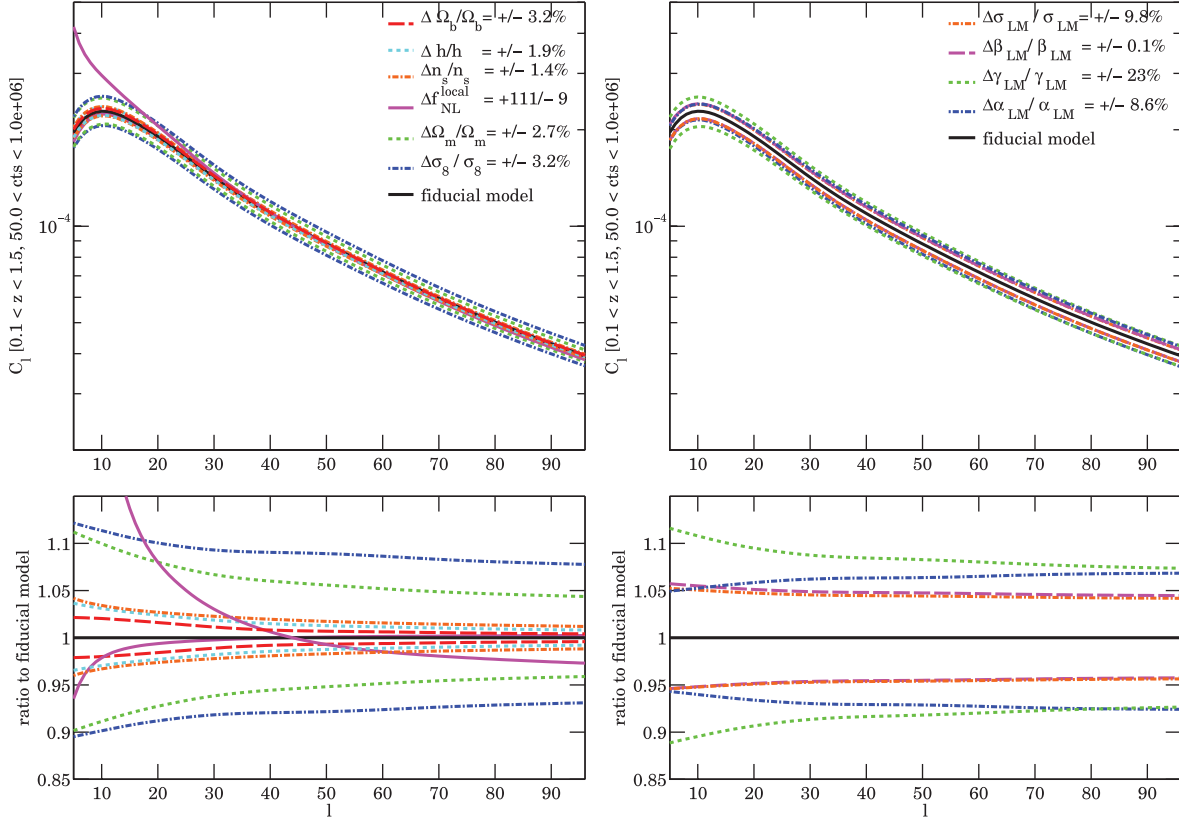 Δ Ω_b/Ω_b = +/− 3.2%
Δ h/h = +/− 1.9%
Δn_s/n_s = +/− 1.4%
Δf_NL^local = +111/− 9
ΔΩ_m/Ω_m = +/− 2.7%
Δσ_8 / σ_8 = +/− 3.2%
fiducial model
10^-4
C_l [0.1 < z < 1.5, 50.0 < cts < 1.0e+06]
10 20 30 40 50 60 70 80 90
Δσ_LM / σ_LM = +/− 9.8%
Δβ_LM / β_LM = +/− 0.1%
Δγ_LM / γ_LM = +/− 23%
Δα_LM / α_LM = +/− 8.6%
fiducial model
10^-4
C_l [0.1 < z < 1.5, 50.0 < cts < 1.0e+06]
10 20 30 40 50 60 70 80 90
1.1
1.05
1
0.95
0.9
0.85
ratio to fiducial model
10 20 30 40 50 60 70 80 90
l
1.1
1.05
1
0.95
0.9
0.85
ratio to fiducial model
10 20 30 40 50 60 70 80 90
l